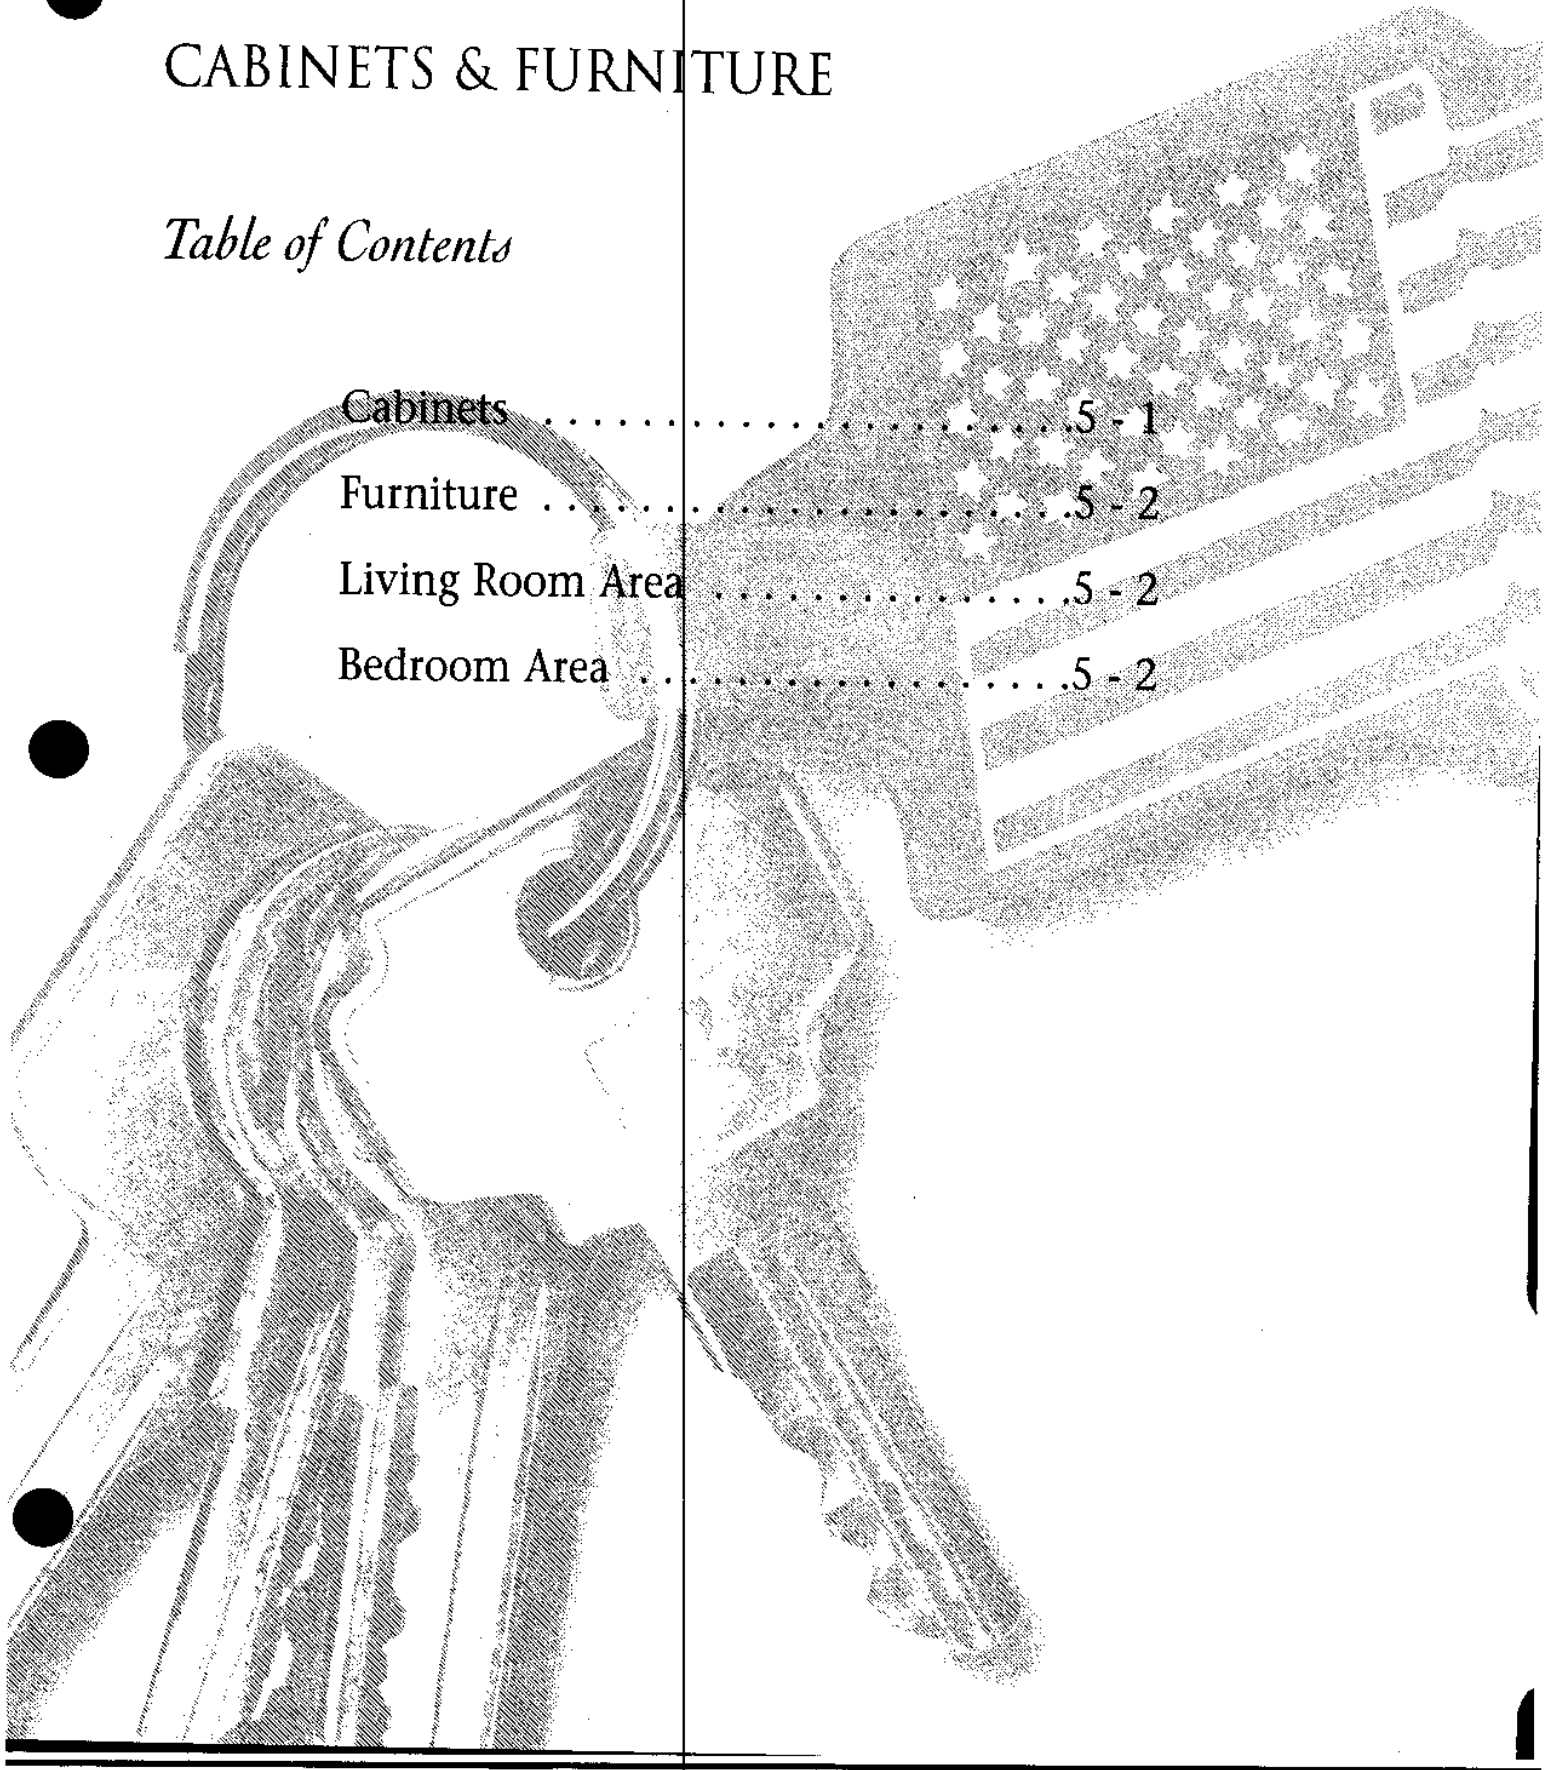 CABINETS & FURNITURE
Table of Contents
Cabinets . . . . . . . . . . . . . . . . . . . . . .5 - 1
Furniture . . . . . . . . . . . . . . . . . . . . . .5 - 2
Living Room Area . . . . . . . . . . . . . . .5 - 2
Bedroom Area . . . . . . . . . . . . . . . . . .5 - 2